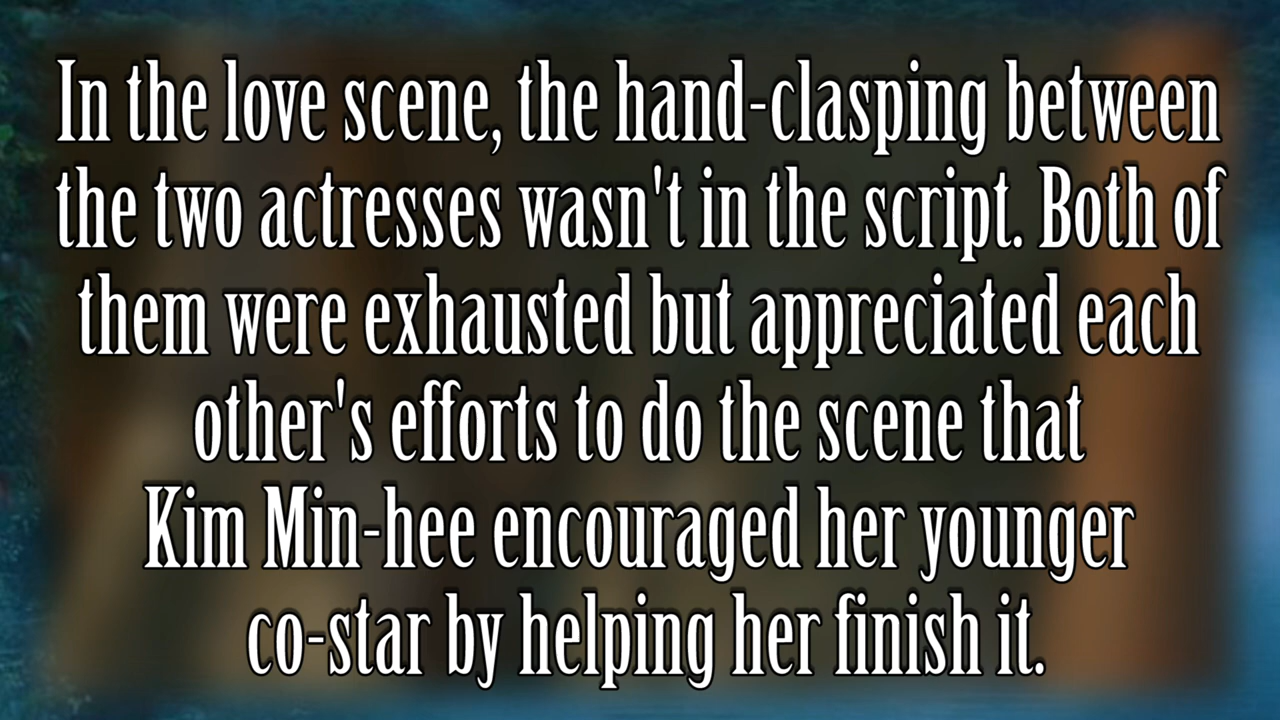 In the love scene, the hand-clasping between
the two actresses wasn't in the script. Both of
them were exhausted but appreciated each
other's efforts to do the scene that
Kim Min-hee encouraged her younger
co-star by helping her finish it.